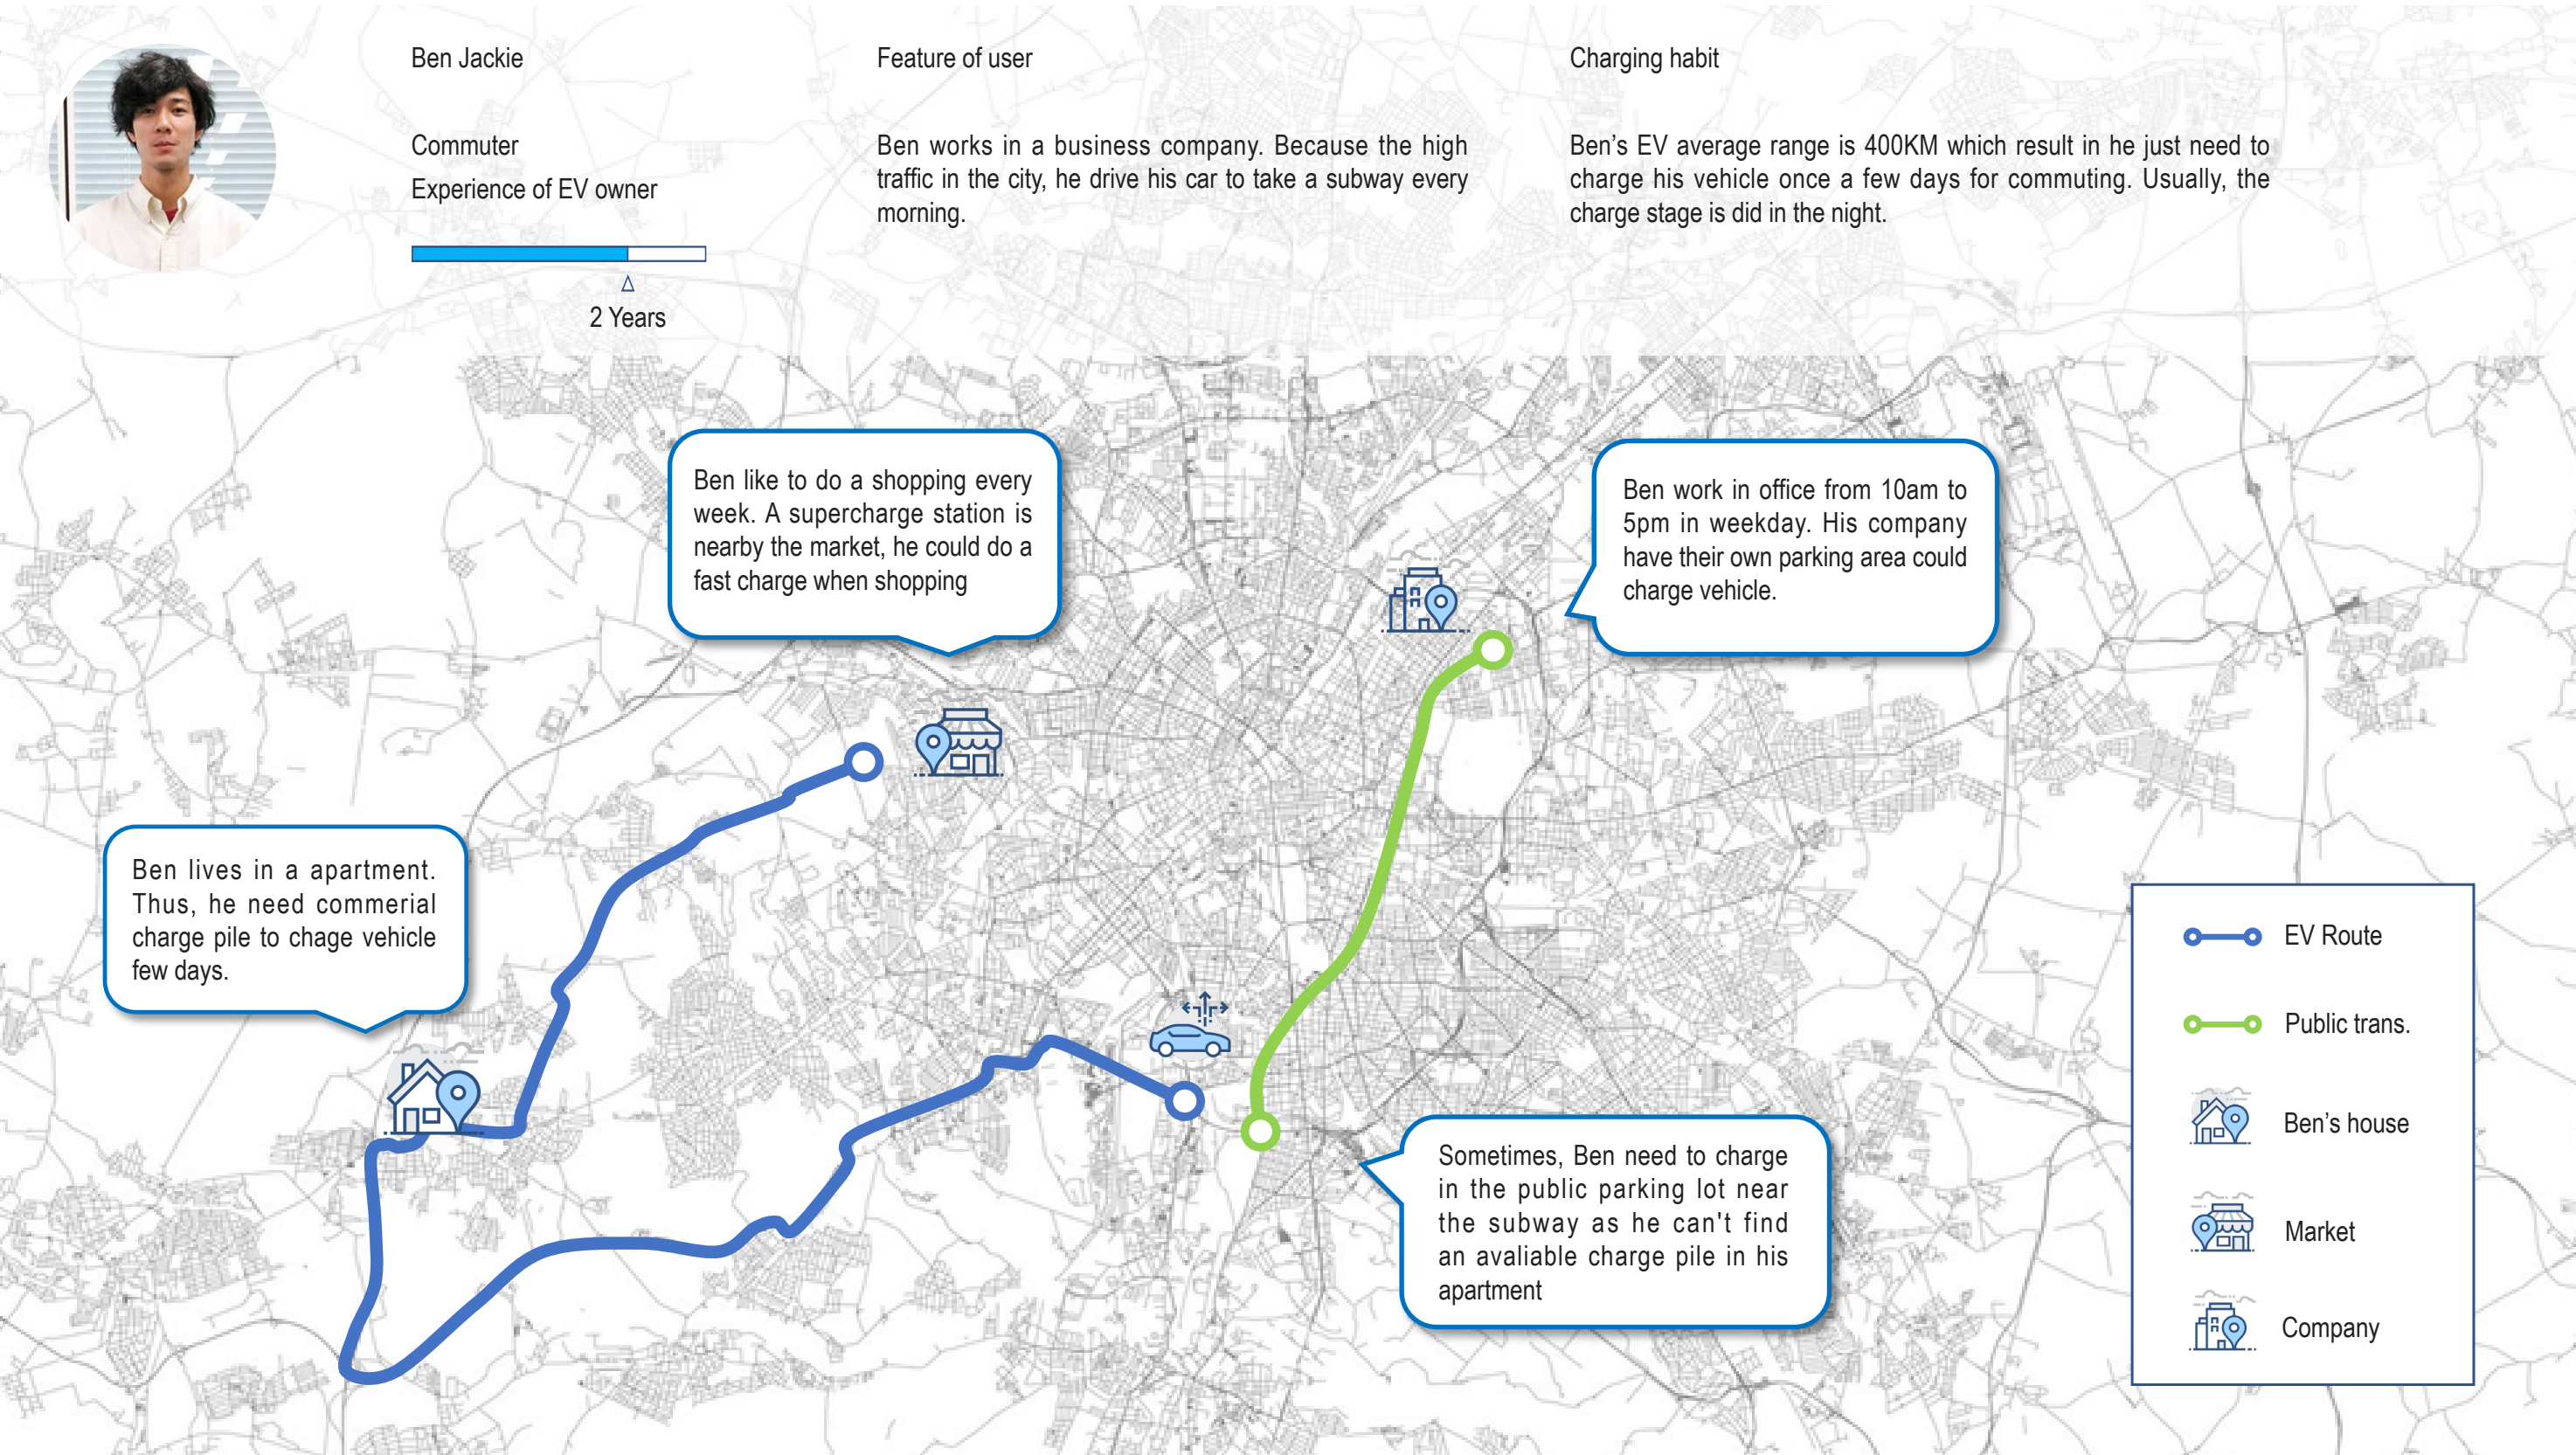 Ben Jackie
Commuter
Experience of EV owner
2 Years
Feature of user
Ben works in a business company. Because the high
traffic in the city, he drive his car to take a subway every
morning.
Charging habit
Ben’s EV average range is 400KM which result in he just need to
charge his vehicle once a few days for commuting. Usually, the
charge stage is did in the night.
Ben like to do a shopping every
week. A supercharge station is
nearby the market, he could do a
fast charge when shopping
Ben work in office from 10am to
5pm in weekday. His company
have their own parking area could
charge vehicle.
Ben lives in a apartment.
Thus, he need commerial
charge pile to chage vehicle
few days.
Sometimes, Ben need to charge
in the public parking lot near
the subway as he can't find
an avaliable charge pile in his
apartment
EV Route
Public trans.
Ben’s house
Market
Company